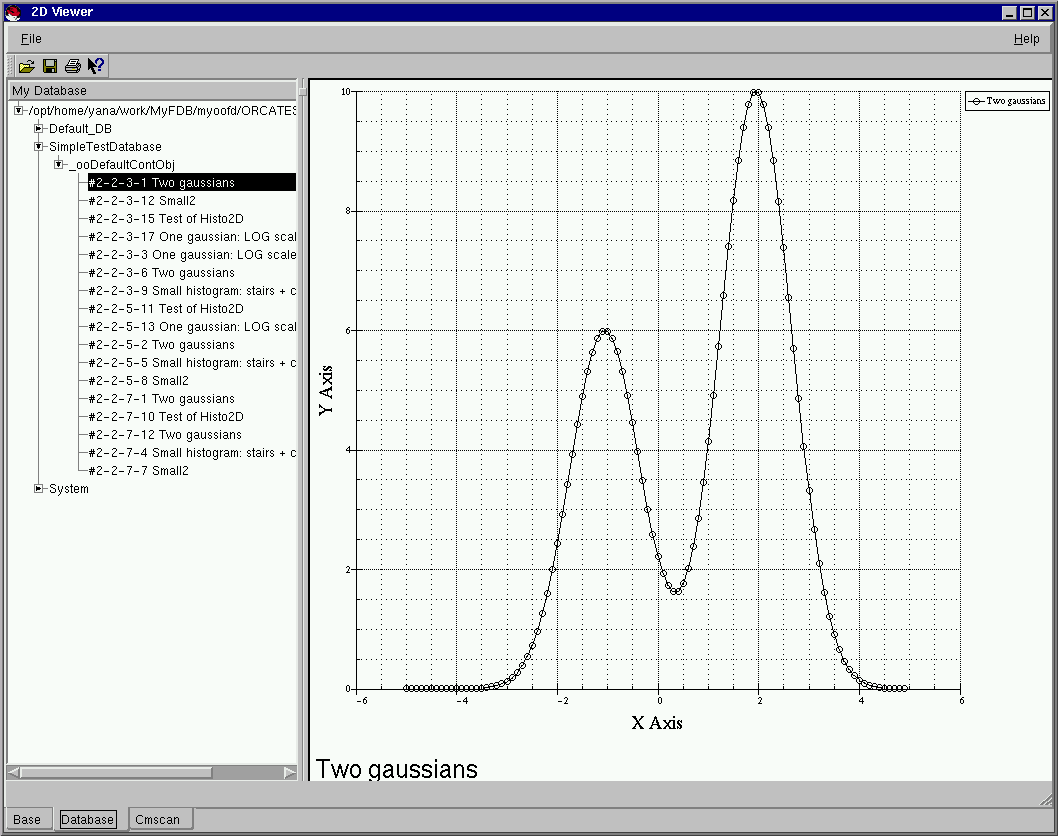 2D Viewer
File Help
My Database
/opt/home/yana/work/MyFDB/myoofd/ORCATES
Default_DB
SimpleTestDatabase
_ooDefaultContObj
#2-2-3-1 Two gaussians
#2-2-3-12 Small2
#2-2-3-15 Test of Histo2D
#2-2-3-17 One gaussian: LOG scal
#2-2-3-3 One gaussian: LOG scale
#2-2-3-6 Two gaussians
#2-2-3-9 Small histogram: stairs + c
#2-2-5-11 Test of Histo2D
#2-2-5-13 One gaussian: LOG scal
#2-2-5-2 Two gaussians
#2-2-5-5 Small histogram: stairs + c
#2-2-5-8 Small2
#2-2-7-1 Two gaussians
#2-2-7-10 Test of Histo2D
#2-2-7-12 Two gaussians
#2-2-7-4 Small histogram: stairs + c
#2-2-7-7 Small2
System
Two gaussians
10
8
6
4
2
0
Y Axis
-6 -4 -2 0 2 4 6
X Axis
Two gaussians
Base Database Cmscan